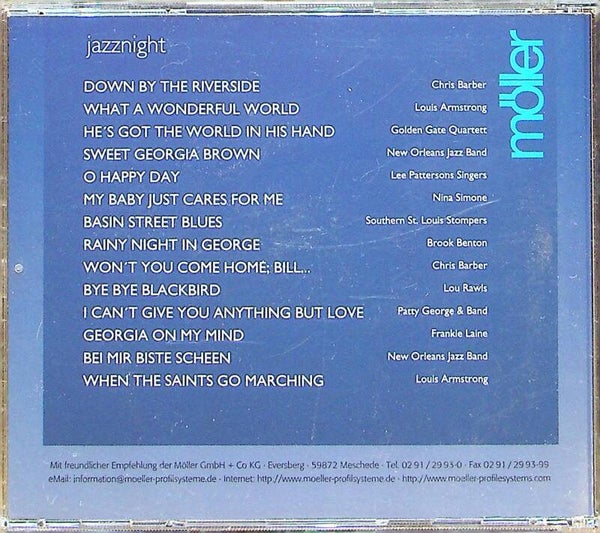 jazznight
möller
DOWN BY THE RIVERSIDE Chris Barber
WHAT A WONDERFUL WORLD Louis Armstrong
HE'S GOT THE WORLD IN HIS HAND Golden Gate Quartett
SWEET GEORGIA BROWN New Orleans Jazz Band
O HAPPY DAY Lee Pattersons Singers
MY BABY JUST CARES FOR ME Nina Simone
BASIN STREET BLUES Southern St. Louis Stompers
RAINY NIGHT IN GEORGE Brook Benton
WON´T YOU COME HOME; BILL... Chris Barber
BYE BYE BLACKBIRD Lou Rawls
I CAN´T GIVE YOU ANYTHING BUT LOVE Patty George & Band
GEORGIA ON MY MIND Frankie Laine
BEI MIR BISTE SCHEEN New Orleans Jazz Band
WHEN THE SAINTS GO MARCHING Louis Armstrong
Mit freundlicher Empfehlung der Möller GmbH + Co KG · Eversberg · 59872 Meschede · Tel. 02 91 / 29 93-0 · Fax 02 91 / 29 93-99
eMail: information@moeller-profilsysteme.de · Internet: http://www.moeller-profilsysteme.de · http://www.moeller-profilesystems.com